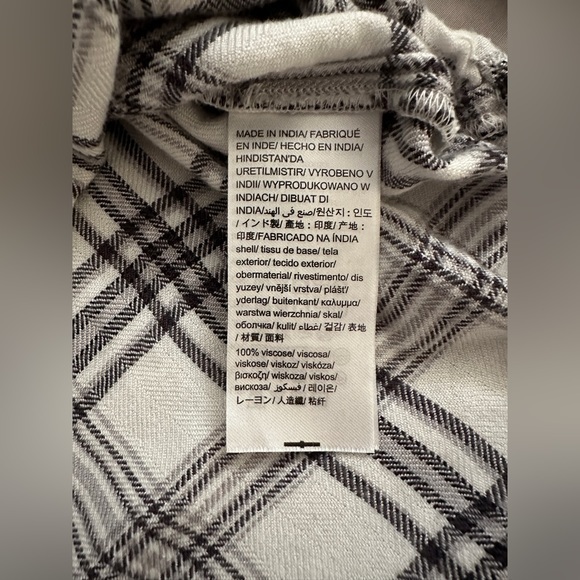 MADE IN INDIA/ FABRIQUÉ
EN INDE/ HECHO EN INDIA/
HINDISTAN'DA
URETILMISTIR/ VYROBENO V
INDII/ WYPRODUKOWANO W
INDIACH/ DIBUAT DI
INDIA/صنع في الهند/원산지 : 인도
/ インド製/ 產地 : 印度/ 产地 :
印度/FABRICADO NA ÍNDIA
shell/ tissu de base/ tela
exterior/ tecido exterior/
obermaterial/ rivestimento/ dis
yuzey/ vnější vrstva/ plášť/
yderlag/ buitenkant/ καλυμμα/
warstwa wierzchnia/ skal/
оболочка/ kulit/ غطاء/ 겉감/ 表地
/ 材質/ 面料
100% viscose/ viscosa/
viskose/ viskoz/ viskóza/
βισκοζη/ wiskoza/ viskos/
вискоза/ فيسكوز/ 레이온/
レーヨン/ 人造纖/ 粘纤